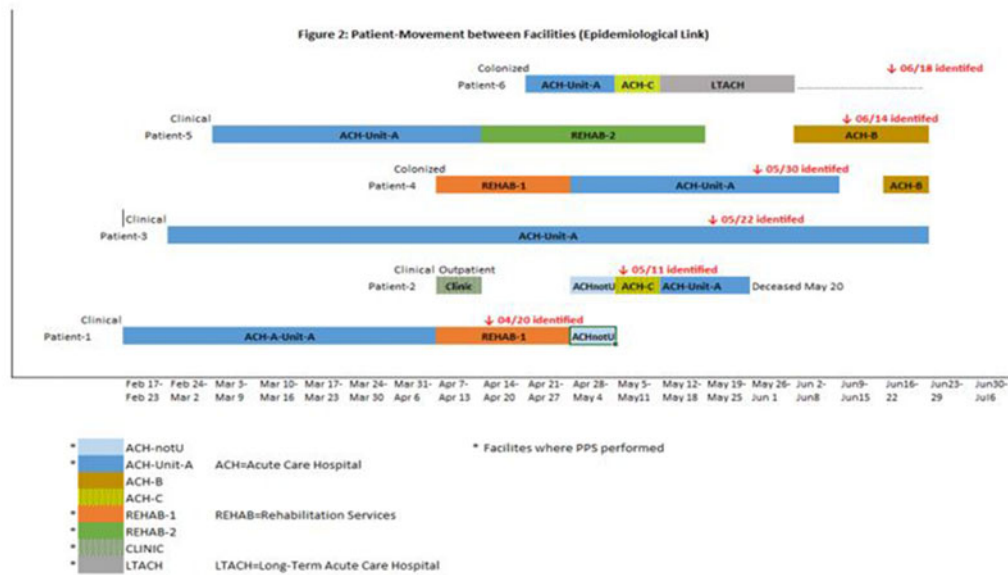 Figure 2: Patient-Movement between Facilities (Epidemiological Link)
↓ 06/18 identifed
Colonized
Patient-6
ACH-Unit-A ACH-C LTACH
↓ 06/14 identifed
Clinical
Patient-5
ACH-Unit-A REHAB-2 ACH-B
↓ 05/30 identifed
Colonized
Patient-4
REHAB-1 ACH-Unit-A ACH-B
↓ 05/22 identifed
Clinical
Patient-3
ACH-Unit-A
↓ 05/11 identifed
Clinical Outpatient
Patient-2
Clinic ACHnotU ACH-C ACH-Unit-A Deceased May 20
↓ 04/20 identified
Clinical
Patient-1
ACH-A-Unit-A REHAB-1 ACHnotU
Feb 17- Feb 24- Mar 3- Mar 10- Mar 17- Mar 24- Mar 31- Apr 7- Apr 14- Apr 21- Apr 28- May 5- May 12- May 19- May 26- Jun 2- Jun9- Jun16- Jun23- Jun30-
Feb 23 Mar 2 Mar 9 Mar 16 Mar 23 Mar 30 Apr 6 Apr 13 Apr 20 Apr 27 May 4 May11 May 18 May 25 Jun 1 Jun8 Jun15 22 29 Jul6
* ACH-notU * Facilites where PPS performed
* ACH-Unit-A ACH=Acute Care Hospital
ACH-B
ACH-C
* REHAB-1 REHAB=Rehabilitation Services
* REHAB-2
* CLINIC
* LTACH LTACH=Long-Term Acute Care Hospital